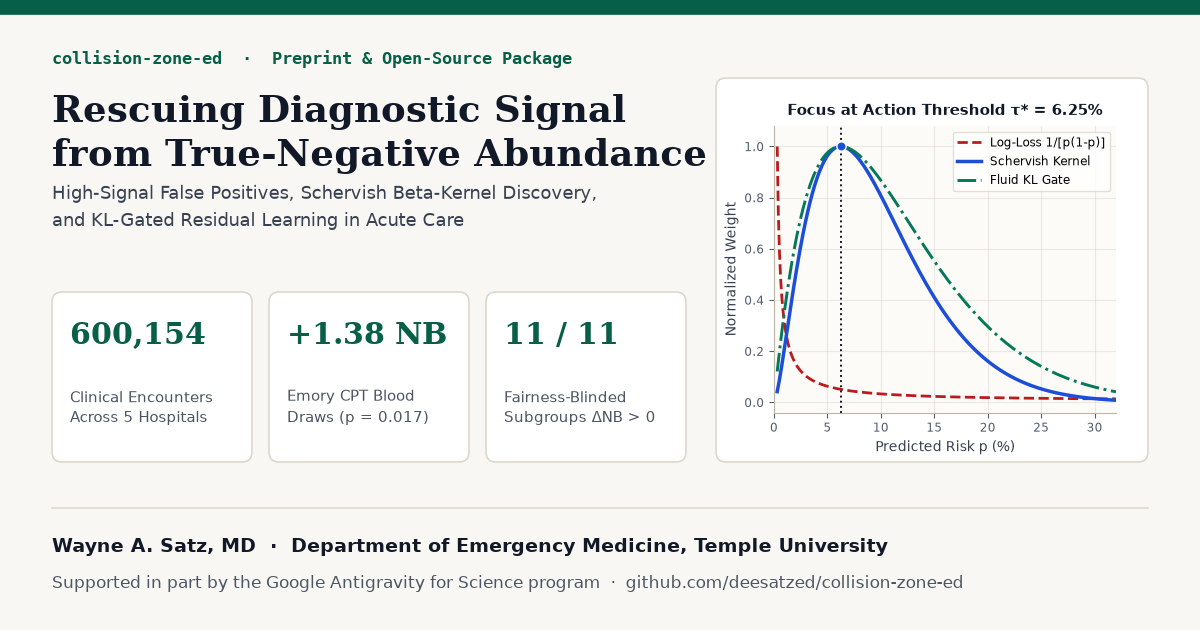 collision-zone-ed · Preprint & Open-Source Package
Rescuing Diagnostic Signal
from True-Negative Abundance
High-Signal False Positives, Schervish Beta-Kernel Discovery,
and KL-Gated Residual Learning in Acute Care
600,154
Clinical Encounters
Across 5 Hospitals
+1.38 NB
Emory CPT Blood
Draws (p = 0.017)
11 / 11
Fairness-Blinded
Subgroups ΔNB > 0
Focus at Action Threshold τ* = 6.25%
Log-Loss 1/[p(1-p)]
Schervish Kernel
Fluid KL Gate
Normalized Weight
1.0
0.8
0.6
0.4
0.2
0.0
0 5 10 15 20 25 30
Predicted Risk p (%)
Wayne A. Satz, MD · Department of Emergency Medicine, Temple University
Supported in part by the Google Antigravity for Science program · github.com/deesatzed/collision-zone-ed